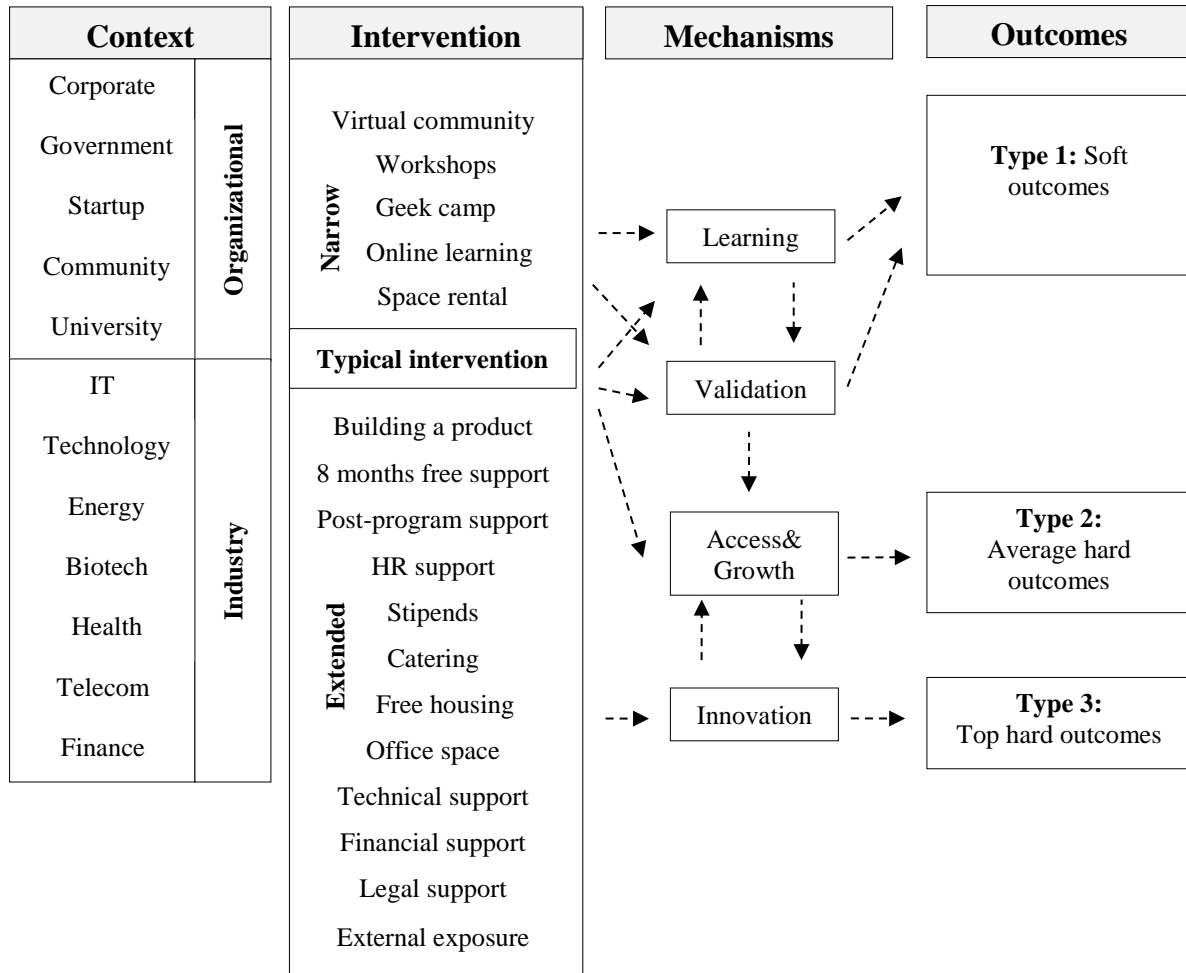 Context
Intervention
Mechanisms
Outcomes
Corporate
Government
Startup
Community
University
Organizational
IT
Technology
Energy
Biotech
Health
Telecom
Finance
Industry
Virtual community
Workshops
Geek camp
Online learning
Space rental
Narrow
Typical intervention
Building a product
8 months free support
Post-program support
HR support
Stipends
Catering
Free housing
Office space
Technical support
Financial support
Legal support
External exposure
Extended
Learning
Validation
Access&
Growth
Innovation
Type 1: Soft
outcomes
Type 2:
Average hard
outcomes
Type 3:
Top hard outcomes